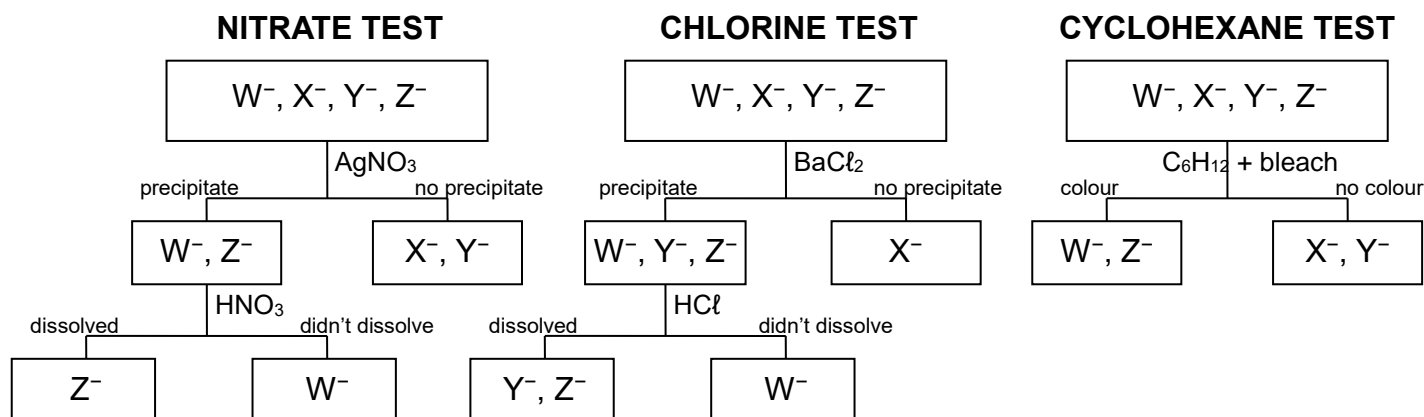 NITRATE TEST
W⁻, X⁻, Y⁻, Z⁻
AgNO₃
precipitate
no precipitate
W⁻, Z⁻
X⁻, Y⁻
HNO₃
dissolved
didn’t dissolve
Z⁻
W⁻
CHLORINE TEST
W⁻, X⁻, Y⁻, Z⁻
BaCℓ₂
precipitate
no precipitate
W⁻, Y⁻, Z⁻
X⁻
HCℓ
dissolved
didn’t dissolve
Y⁻, Z⁻
W⁻
CYCLOHEXANE TEST
W⁻, X⁻, Y⁻, Z⁻
C₆H₁₂ + bleach
colour
no colour
W⁻, Z⁻
X⁻, Y⁻